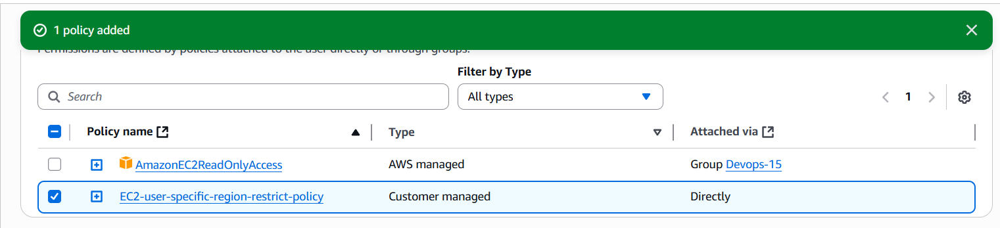 1 policy added
Permissions are defined by policies attached to the user directly or through groups.
Filter by Type
Search
All types
1
Policy name
Type
Attached via
AmazonEC2ReadOnlyAccess
AWS managed
Group Devops-15
EC2-user-specific-region-restrict-policy
Customer managed
Directly